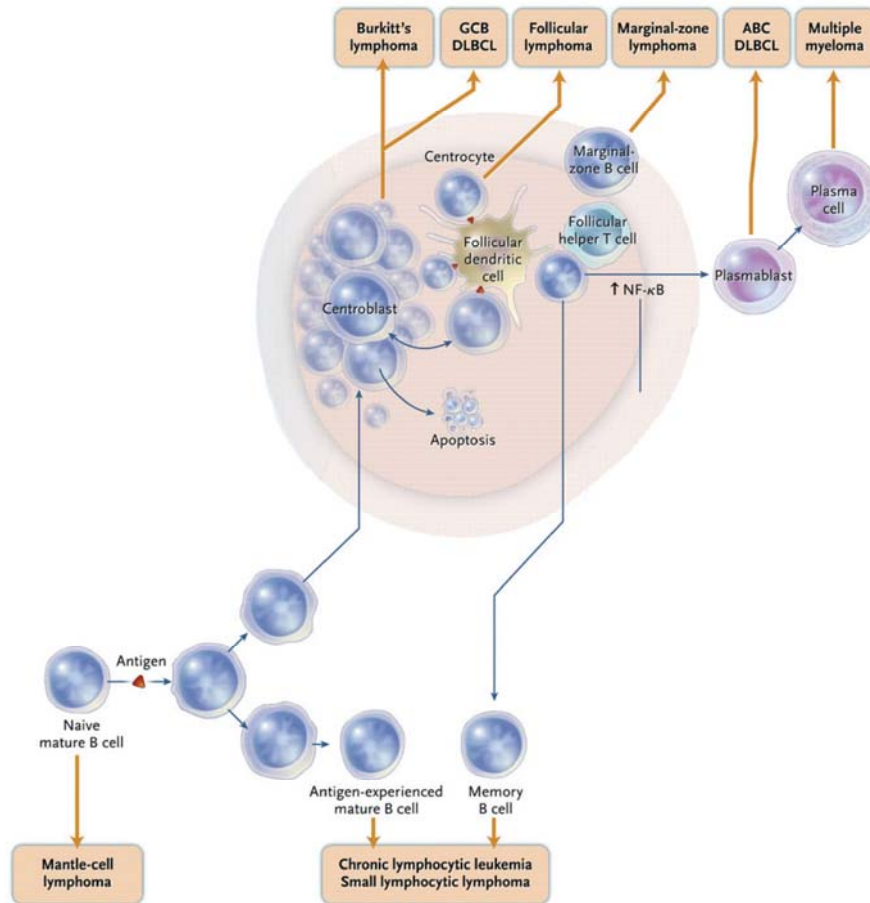 Burkitt's
lymphoma
GCB
DLBCL
Follicular
lymphoma
Marginal-zone
lymphoma
ABC
DLBCL
Multiple
myeloma
Centrocyte
Marginal-
zone B cell
Plasma
cell
Follicular
helper T cell
Follicular
dendritic
cell
Plasmablast
↑ NF-κB
Centroblast
Apoptosis
Antigen
Naive
mature B cell
Antigen-experienced
mature B cell
Memory
B cell
Mantle-cell
lymphoma
Chronic lymphocytic leukemia
Small lymphocytic lymphoma